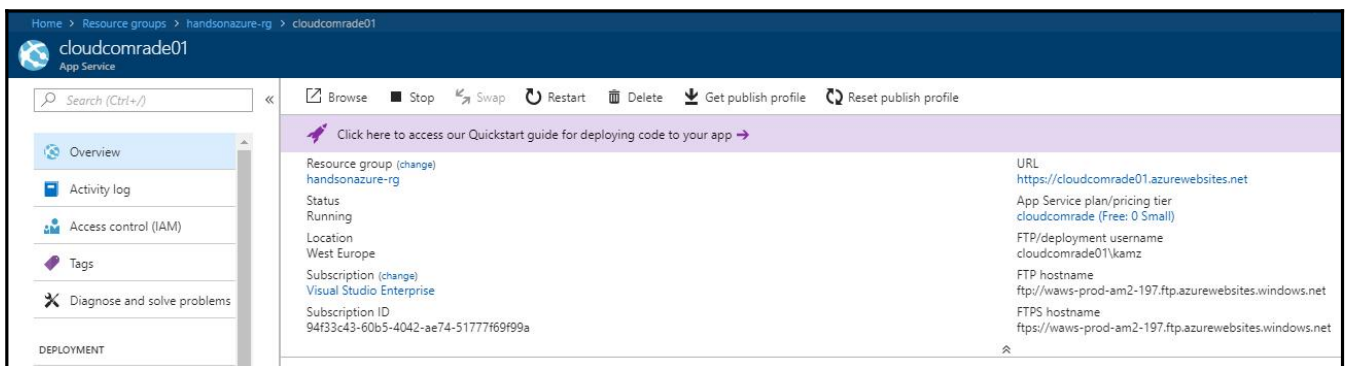 Home > Resource groups > handsonazure-rg > cloudcomrade01
cloudcomrade01
App Service
Search (Ctrl+/)
«
Browse Stop Swap Restart Delete Get publish profile Reset publish profile
Click here to access our Quickstart guide for deploying code to your app →
Overview
Activity log
Access control (IAM)
Tags
Diagnose and solve problems
DEPLOYMENT
Resource group (change)
handsonazure-rg
Status
Running
Location
West Europe
Subscription (change)
Visual Studio Enterprise
Subscription ID
94f33c43-60b5-4042-ae74-51777f69f99a
URL
https://cloudcomrade01.azurewebsites.net
App Service plan/pricing tier
cloudcomrade (Free: 0 Small)
FTP/deployment username
cloudcomrade01\kamz
FTP hostname
ftp://waws-prod-am2-197.ftp.azurewebsites.windows.net
FTPS hostname
ftps://waws-prod-am2-197.ftp.azurewebsites.windows.net